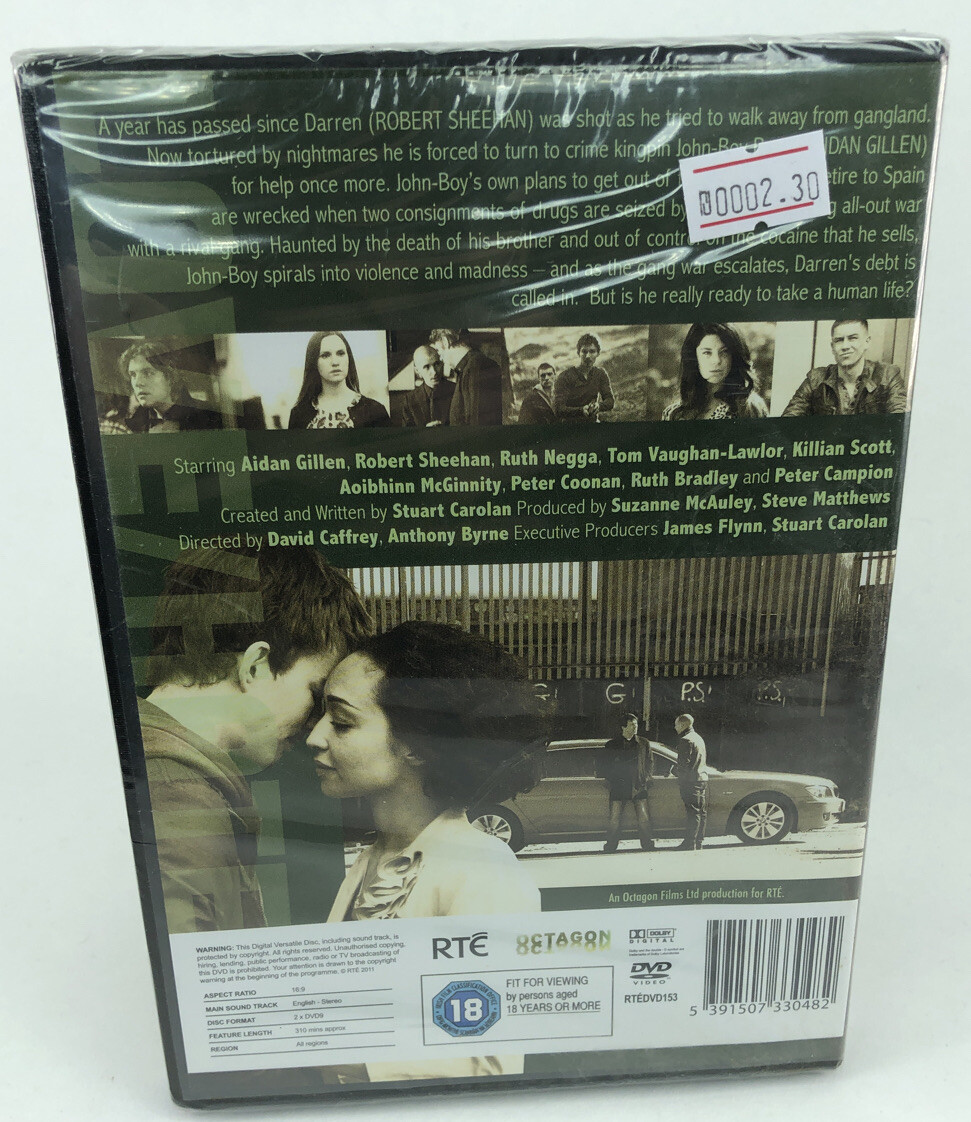 A year has passed since Darren (ROBERT SHEEHAN) was shot as he tried to walk away from gangland.
Now tortured by nightmares he is forced to turn to crime kingpin John-Boy IDAN GILLEN)
for help once more. John-Boy's own plans to get out of etire to Spain
are wrecked when two consignments of drugs are seized by g all-out war
with a rival gang. Haunted by the death of his brother and out of control on the cocaine that he sells,
John-Boy spirals into violence and madness – and as the gang war escalates, Darren's debt is
called in. But is he really ready to take a human life?
00002.30
Starring Aidan Gillen, Robert Sheehan, Ruth Negga, Tom Vaughan-Lawlor, Killian Scott,
Aoibhinn McGinnity, Peter Coonan, Ruth Bradley and Peter Campion
Created and Written by Stuart Carolan Produced by Suzanne McAuley, Steve Matthews
Directed by David Caffrey, Anthony Byrne Executive Producers James Flynn, Stuart Carolan
G P.S. P.S.
An Octagon Films Ltd production for RTÉ.
WARNING: This Digital Versatile Disc, including sound track, is
protected by copyright. All rights reserved. Unauthorised copying,
hiring, lending, public performance, radio or TV broadcasting of
this DVD is prohibited. Your attention is drawn to the copyright
warning at the beginning of the programme. © RTÉ 2011
ASPECT RATIO 16:9
MAIN SOUND TRACK English - Stereo
DISC FORMAT 2 x DVD9
FEATURE LENGTH 310 mins approx
REGION All regions
RTÉ
OCTAGON
18
FIT FOR VIEWING
by persons aged
18 YEARS OR MORE
DOLBY
DIGITAL
DVD
VIDEO
RTÉDVD153
5 391507 330482